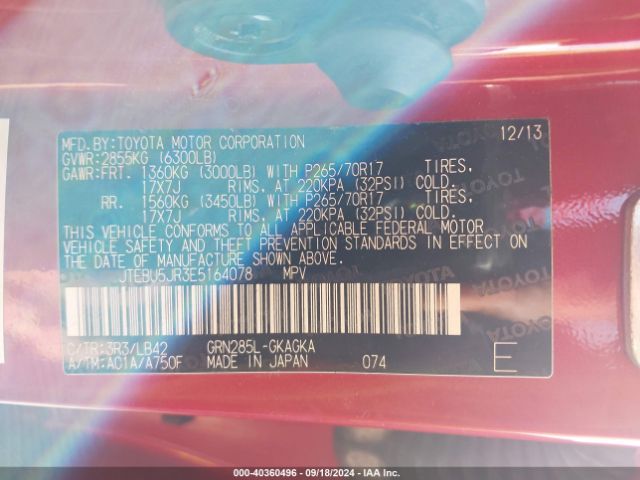 MFD.BY:TOYOTA MOTOR CORPORATION 12/13
GVWR:2855KG (6300LB)
GAWR:FRT. 1360KG (3000LB) WITH P265/70R17 TIRES,
17X7J RIMS, AT 220KPA (32PSI) COLD.
RR. 1560KG (3450LB) WITH P265/70R17 TIRES,
17X7J RIMS, AT 220KPA (32PSI) COLD.
THIS VEHICLE CONFORMS TO ALL APPLICABLE FEDERAL MOTOR
VEHICLE SAFETY AND THEFT PREVENTION STANDARDS IN EFFECT
ON THE DATE OF MANUFACTURE SHOWN ABOVE.
JTEBU5JR3E5164078 MPV
C/TR:3R3/LB42 GRN285L-GKAGKA
A/TM:A01A/A750F MADE IN JAPAN 074 E
000-40360496 - 09/18/2024 - IAA Inc.